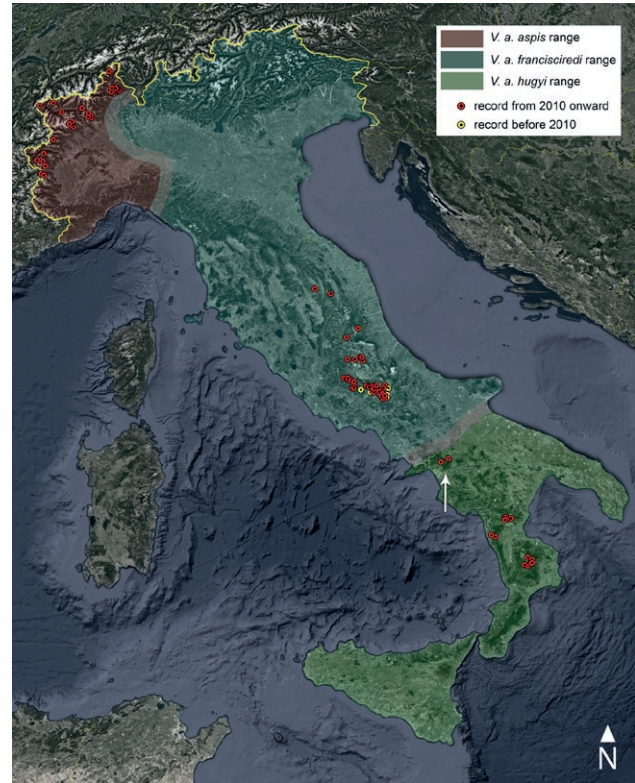 V. a. aspis range
V. a. francisciredi range
V. a. hugyi range
record from 2010 onward
record before 2010
N